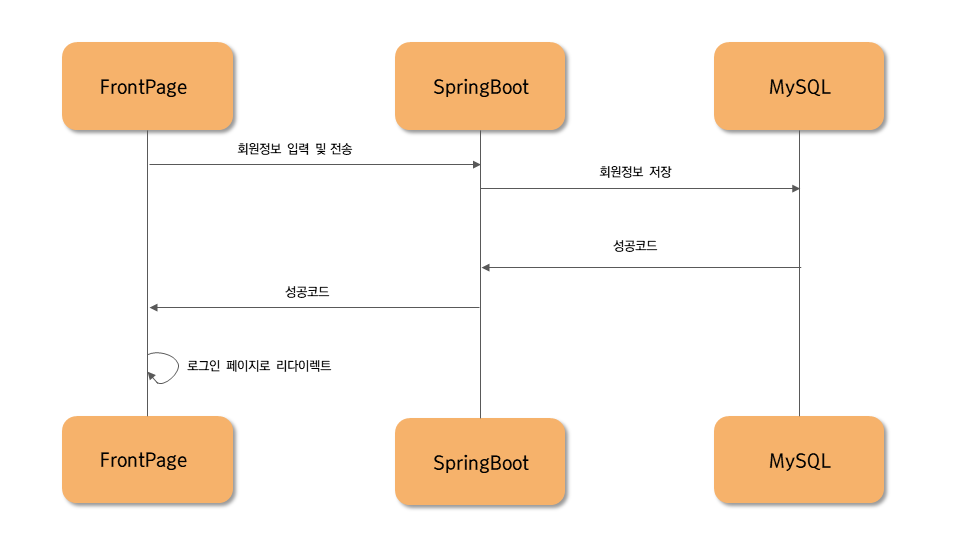 FrontPage
SpringBoot
MySQL
회원정보 입력 및 전송
회원정보 저장
성공코드
성공코드
로그인 페이지로 리다이렉트
FrontPage
SpringBoot
MySQL